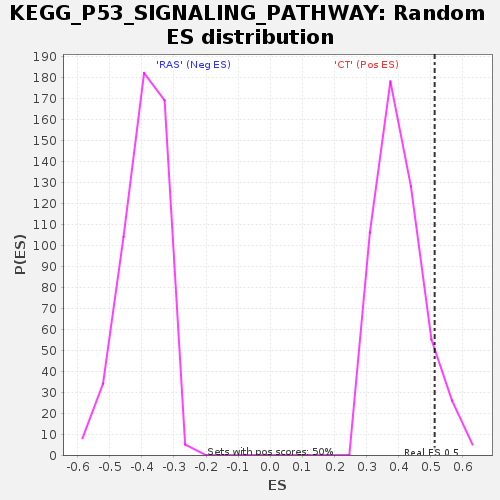 KEGG_P53_SIGNALING_PATHWAY: Random
ES distribution
'RAS' (Neg ES)
'CT' (Pos ES)
190
180
170
160
150
140
130
120
110
100
90
80
70
60
50
40
30
20
10
0
P(ES)
Sets with pos scores: 50%
Real ES 0.5
-0.6 -0.5 -0.4 -0.3 -0.2 -0.1 0.0 0.1 0.2 0.3 0.4 0.5 0.6
ES